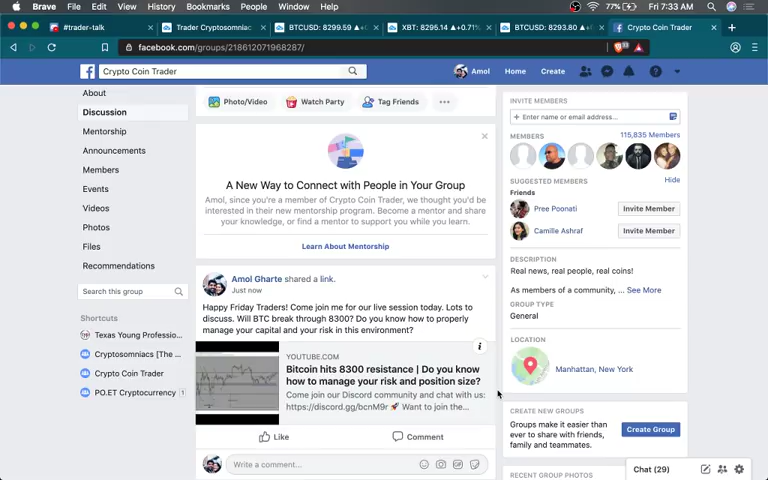 Brave File Edit View History Bookmarks People Window Help
77% Fri 7:33 AM
#trader-talk
Trader Cryptosomniac
BTCUSD: 8299.59 ▲+0
XBT: 8295.14 ▲+0.71%
BTCUSD: 8293.80 ▲+0
Crypto Coin Trader
facebook.com/groups/218612071968287/
Crypto Coin Trader
Amol Home Create
About
Discussion
Mentorship
Announcements
Members
Events
Videos
Photos
Files
Recommendations
Search this group
Shortcuts
Texas Young Professio...
Cryptosomniacs [The ...
Crypto Coin Trader
PO.ET Cryptocurrency 1
Photo/Video Watch Party Tag Friends
A New Way to Connect with People in Your Group
Amol, since you're a member of Crypto Coin Trader, we thought you'd be
interested in their new mentorship program. Become a mentor and share
your knowledge, or find a mentor to support you while you learn.
Learn About Mentorship
Amol Gharte shared a link.
Just now
Happy Friday Traders! Come join me for our live session today. Lots to
discuss. Will BTC break through 8300? Do you know how to properly
manage your capital and your risk in this environment?
YOUTUBE.COM
Bitcoin hits 8300 resistance | Do you know
how to manage your risk and position size?
Come join our Discord community and chat with us:
https://discord.gg/bcnM9r 🚀 Want to join the...
Like Comment
Write a comment...
INVITE MEMBERS
+ Enter name or email address...
MEMBERS 115,835 Members
SUGGESTED MEMBERS Hide
Friends
Pree Poonati Invite Member
Camille Ashraf Invite Member
DESCRIPTION
Real news, real people, real coins!
As members of a community, ... See More
GROUP TYPE
General
LOCATION
Manhattan, New York
CREATE NEW GROUPS
Groups make it easier than
ever to share with friends,
family and teammates.
Create Group
RECENT GROUP PHOTOS
Chat (29)